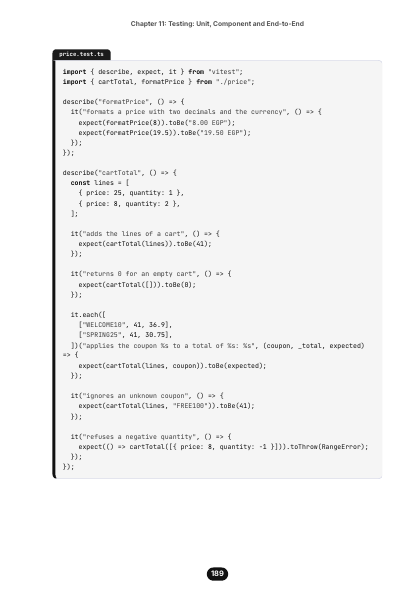 Chapter 11: Testing: Unit, Component and End-to-End
price.test.ts
import { describe, expect, it } from "vitest";
import { cartTotal, formatPrice } from "./price";
describe("formatPrice", () => {
  it("formats a price with two decimals and the currency", () => {
    expect(formatPrice(8)).toBe("8.00 EGP");
    expect(formatPrice(19.5)).toBe("19.50 EGP");
  });
});
describe("cartTotal", () => {
  const lines = [
    { price: 25, quantity: 1 },
    { price: 8, quantity: 2 },
  ];
  it("adds the lines of a cart", () => {
    expect(cartTotal(lines)).toBe(41);
  });
  it("returns 0 for an empty cart", () => {
    expect(cartTotal([])).toBe(0);
  });
  it.each([
    ["WELCOME10", 41, 36.9],
    ["SPRING25", 41, 30.75],
  ])("applies the coupon %s to a total of %s: %s", (coupon, _total, expected)
=> {
    expect(cartTotal(lines, coupon)).toBe(expected);
  });
  it("ignores an unknown coupon", () => {
    expect(cartTotal(lines, "FREE100")).toBe(41);
  });
  it("refuses a negative quantity", () => {
    expect(() => cartTotal([{ price: 8, quantity: -1 }])).toThrow(RangeError);
  });
});
189